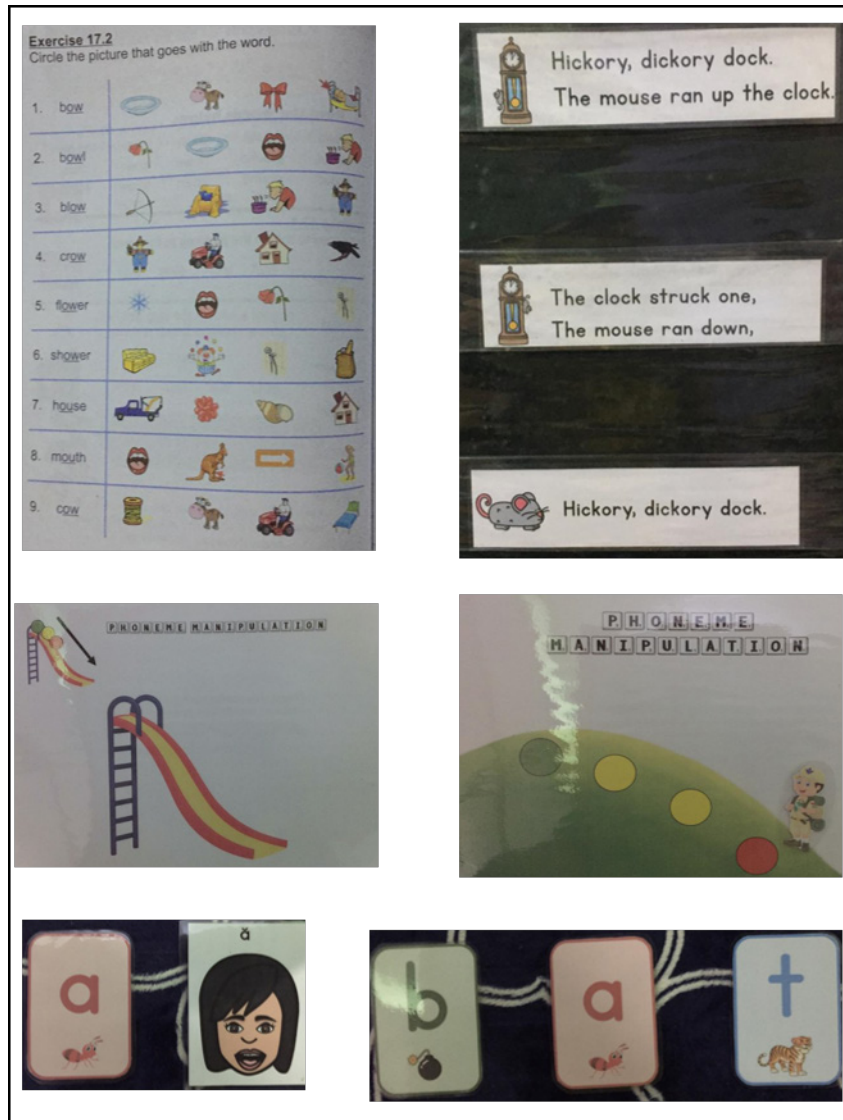 Exercise 17.2
Circle the picture that goes with the word.
1. bow
2. bowl
3. blow
4. crow
5. flower
6. shower
7. house
8. mouth
9. cow
Hickory, dickory dock.
The mouse ran up the clock.
The clock struck one,
The mouse ran down,
Hickory, dickory dock.
PHONEME MANIPULATION
PHONEME
MANIPULATION
a
ă
b a t